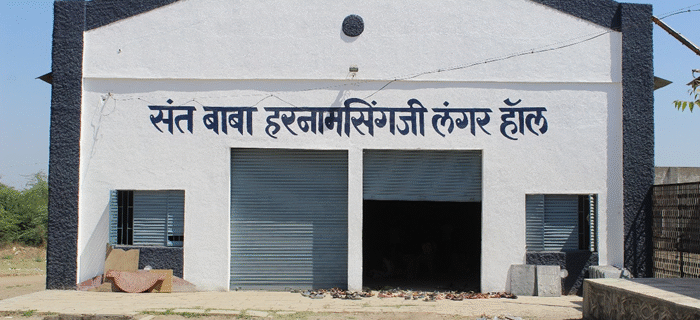 संत बाबा हरनामसिंगजी लंगर हॉल